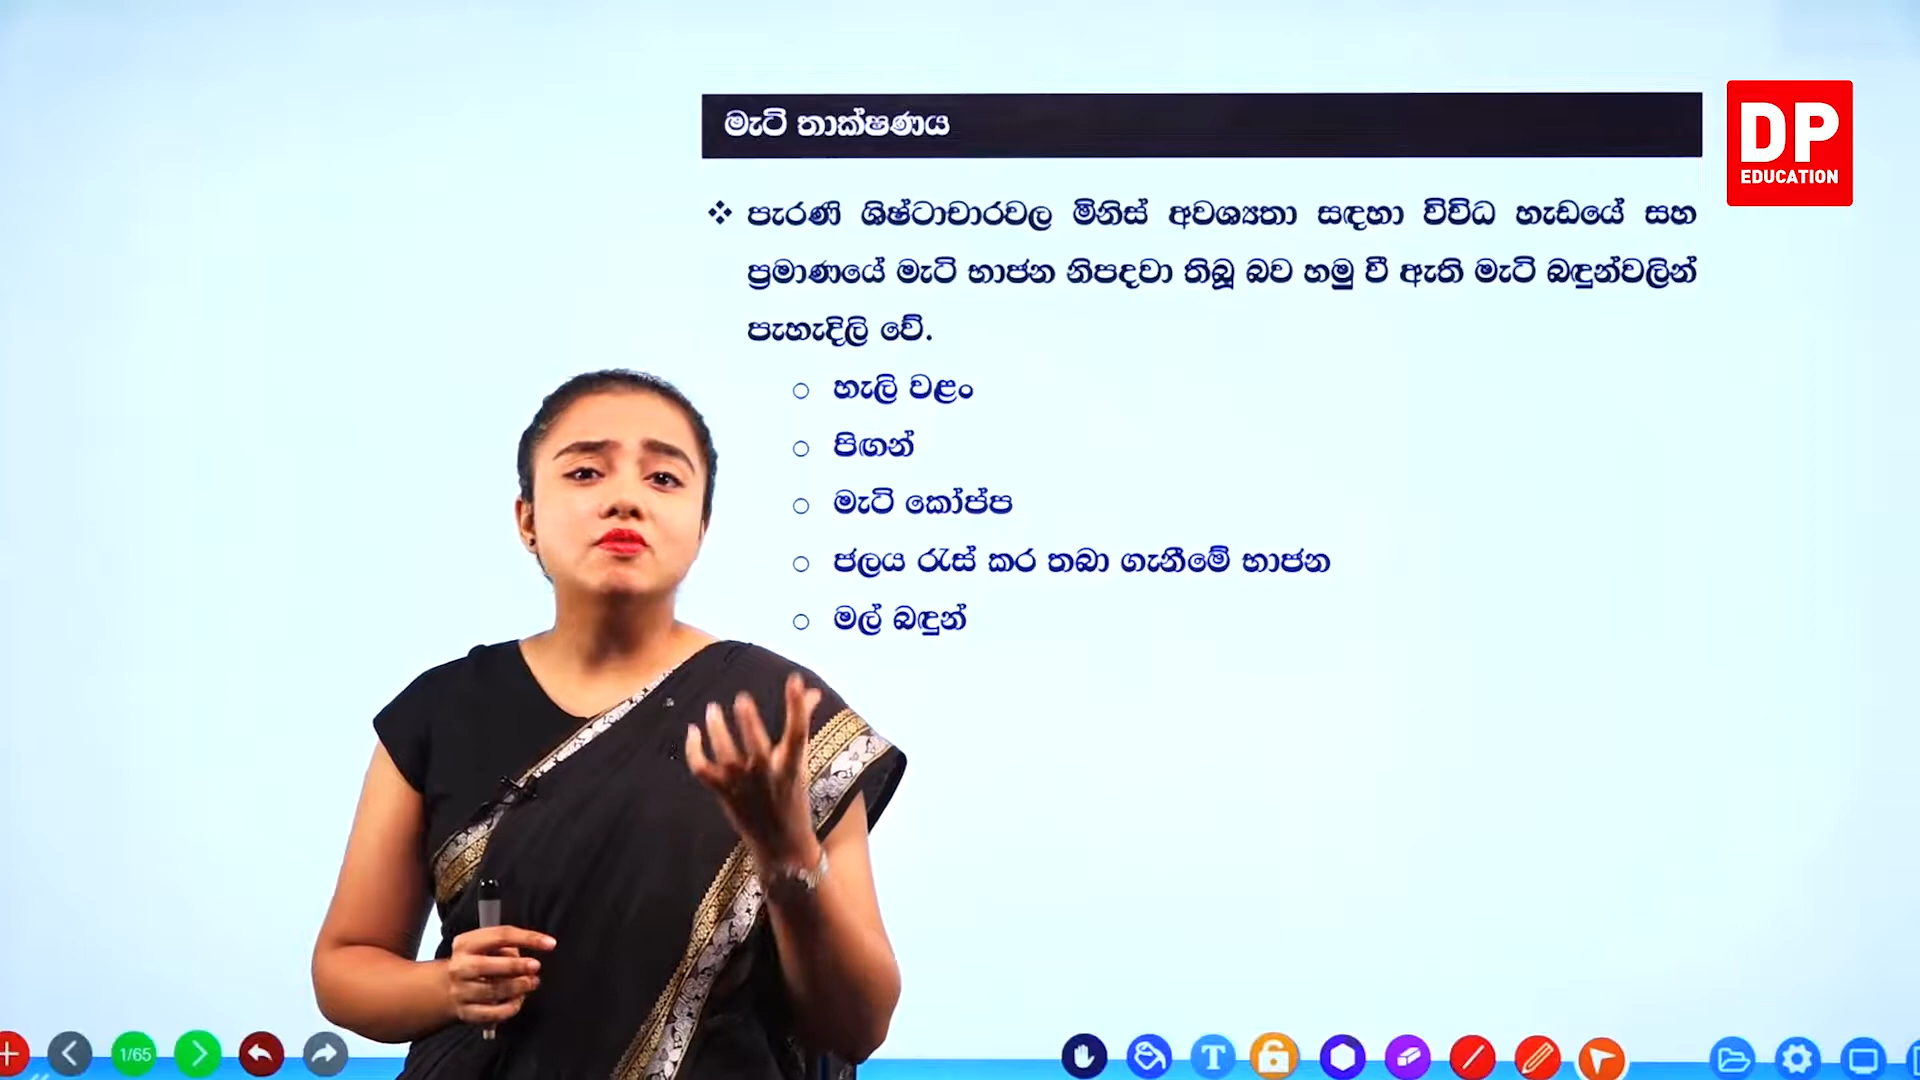 මැටි තාක්ෂණය
DP
EDUCATION
❖ පැරණි ශිෂ්ටාචාරවල මිනිස් අවශ්‍යතා සඳහා විවිධ හැඩයේ සහ
ප්‍රමාණයේ මැටි භාජන නිපදවා තිබූ බව හමු වී ඇති මැටි බඳුන්වලින්
පැහැදිලි වේ.
○ හැලි වළං
○ පිඟන්
○ මැටි කෝප්ප
○ ජලය රැස් කර තබා ගැනීමේ භාජන
○ මල් බඳුන්
1/65
T